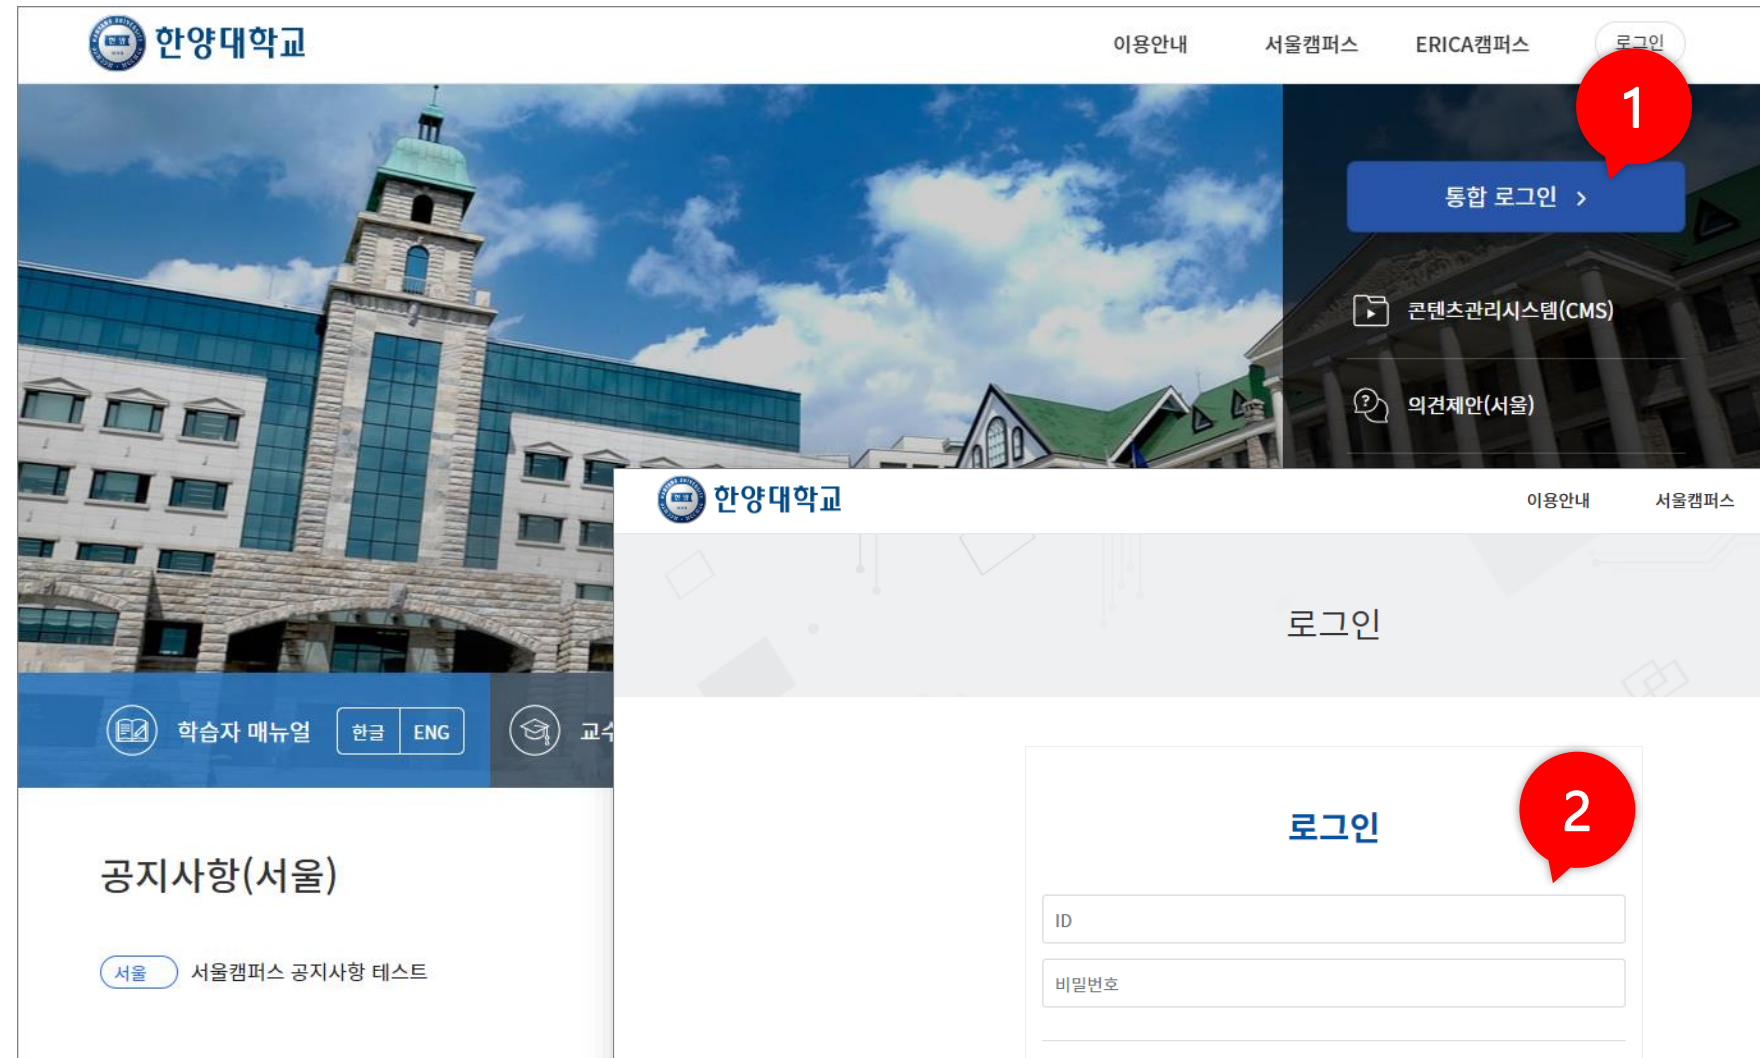 한양대학교
이용안내 서울캠퍼스 ERICA캠퍼스 로그인
1
통합 로그인
콘텐츠관리시스템(CMS)
의견제안(서울)
학습자 매뉴얼 한글 ENG
공지사항(서울)
서울 서울캠퍼스 공지사항 테스트
한양대학교
이용안내 서울캠퍼스
로그인
로그인
2
ID
비밀번호